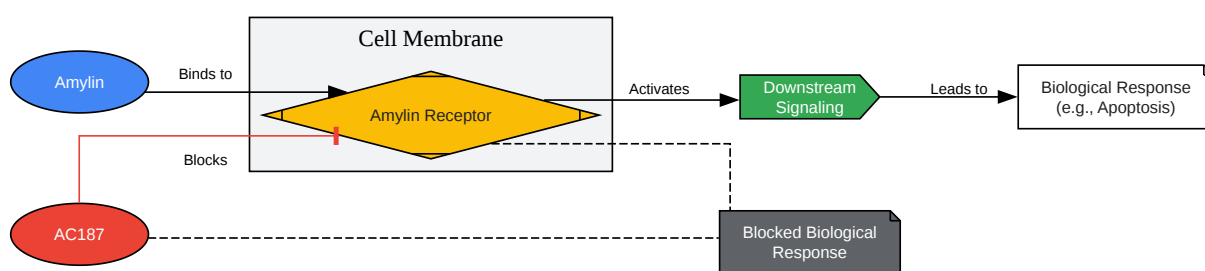 Cell Membrane
Amylin
Binds to
Amylin Receptor
Activates
Downstream
Signaling
Leads to
Biological Response
(e.g., Apoptosis)
Blocks
AC187
Blocked Biological
Response